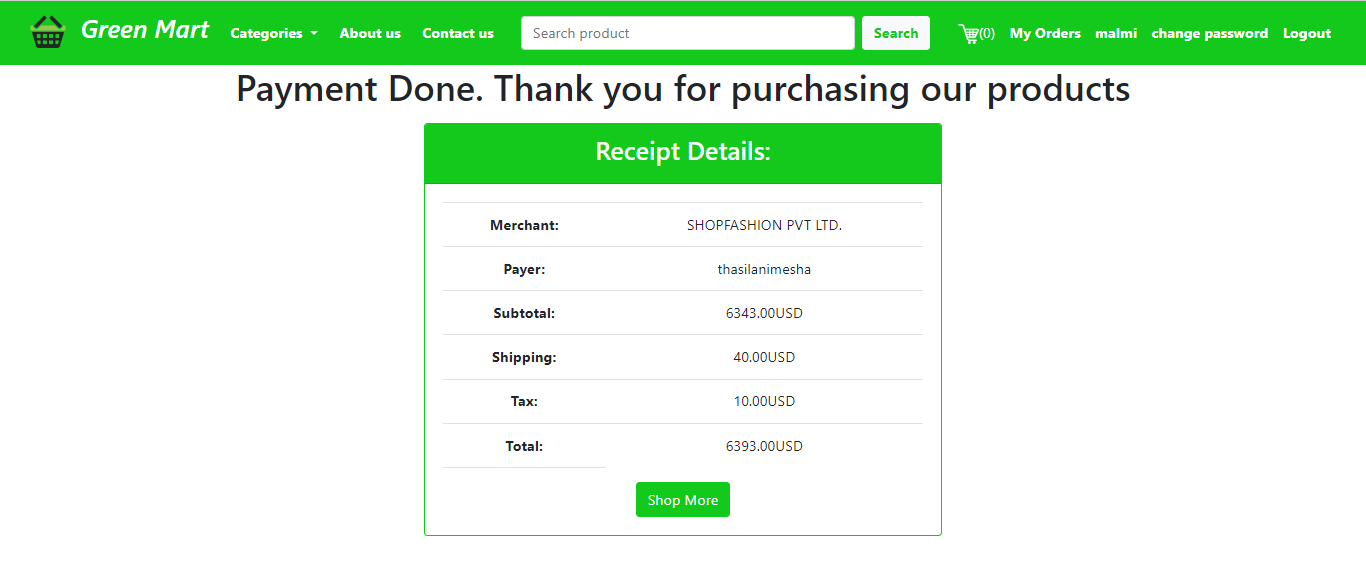 Green Mart Categories About us Contact us Search product Search (0) My Orders malmi change password Logout
Payment Done. Thank you for purchasing our products
Receipt Details:
Merchant: SHOPFASHION PVT LTD.
Payer: thasilanimesha
Subtotal: 6343.00USD
Shipping: 40.00USD
Tax: 10.00USD
Total: 6393.00USD
Shop More